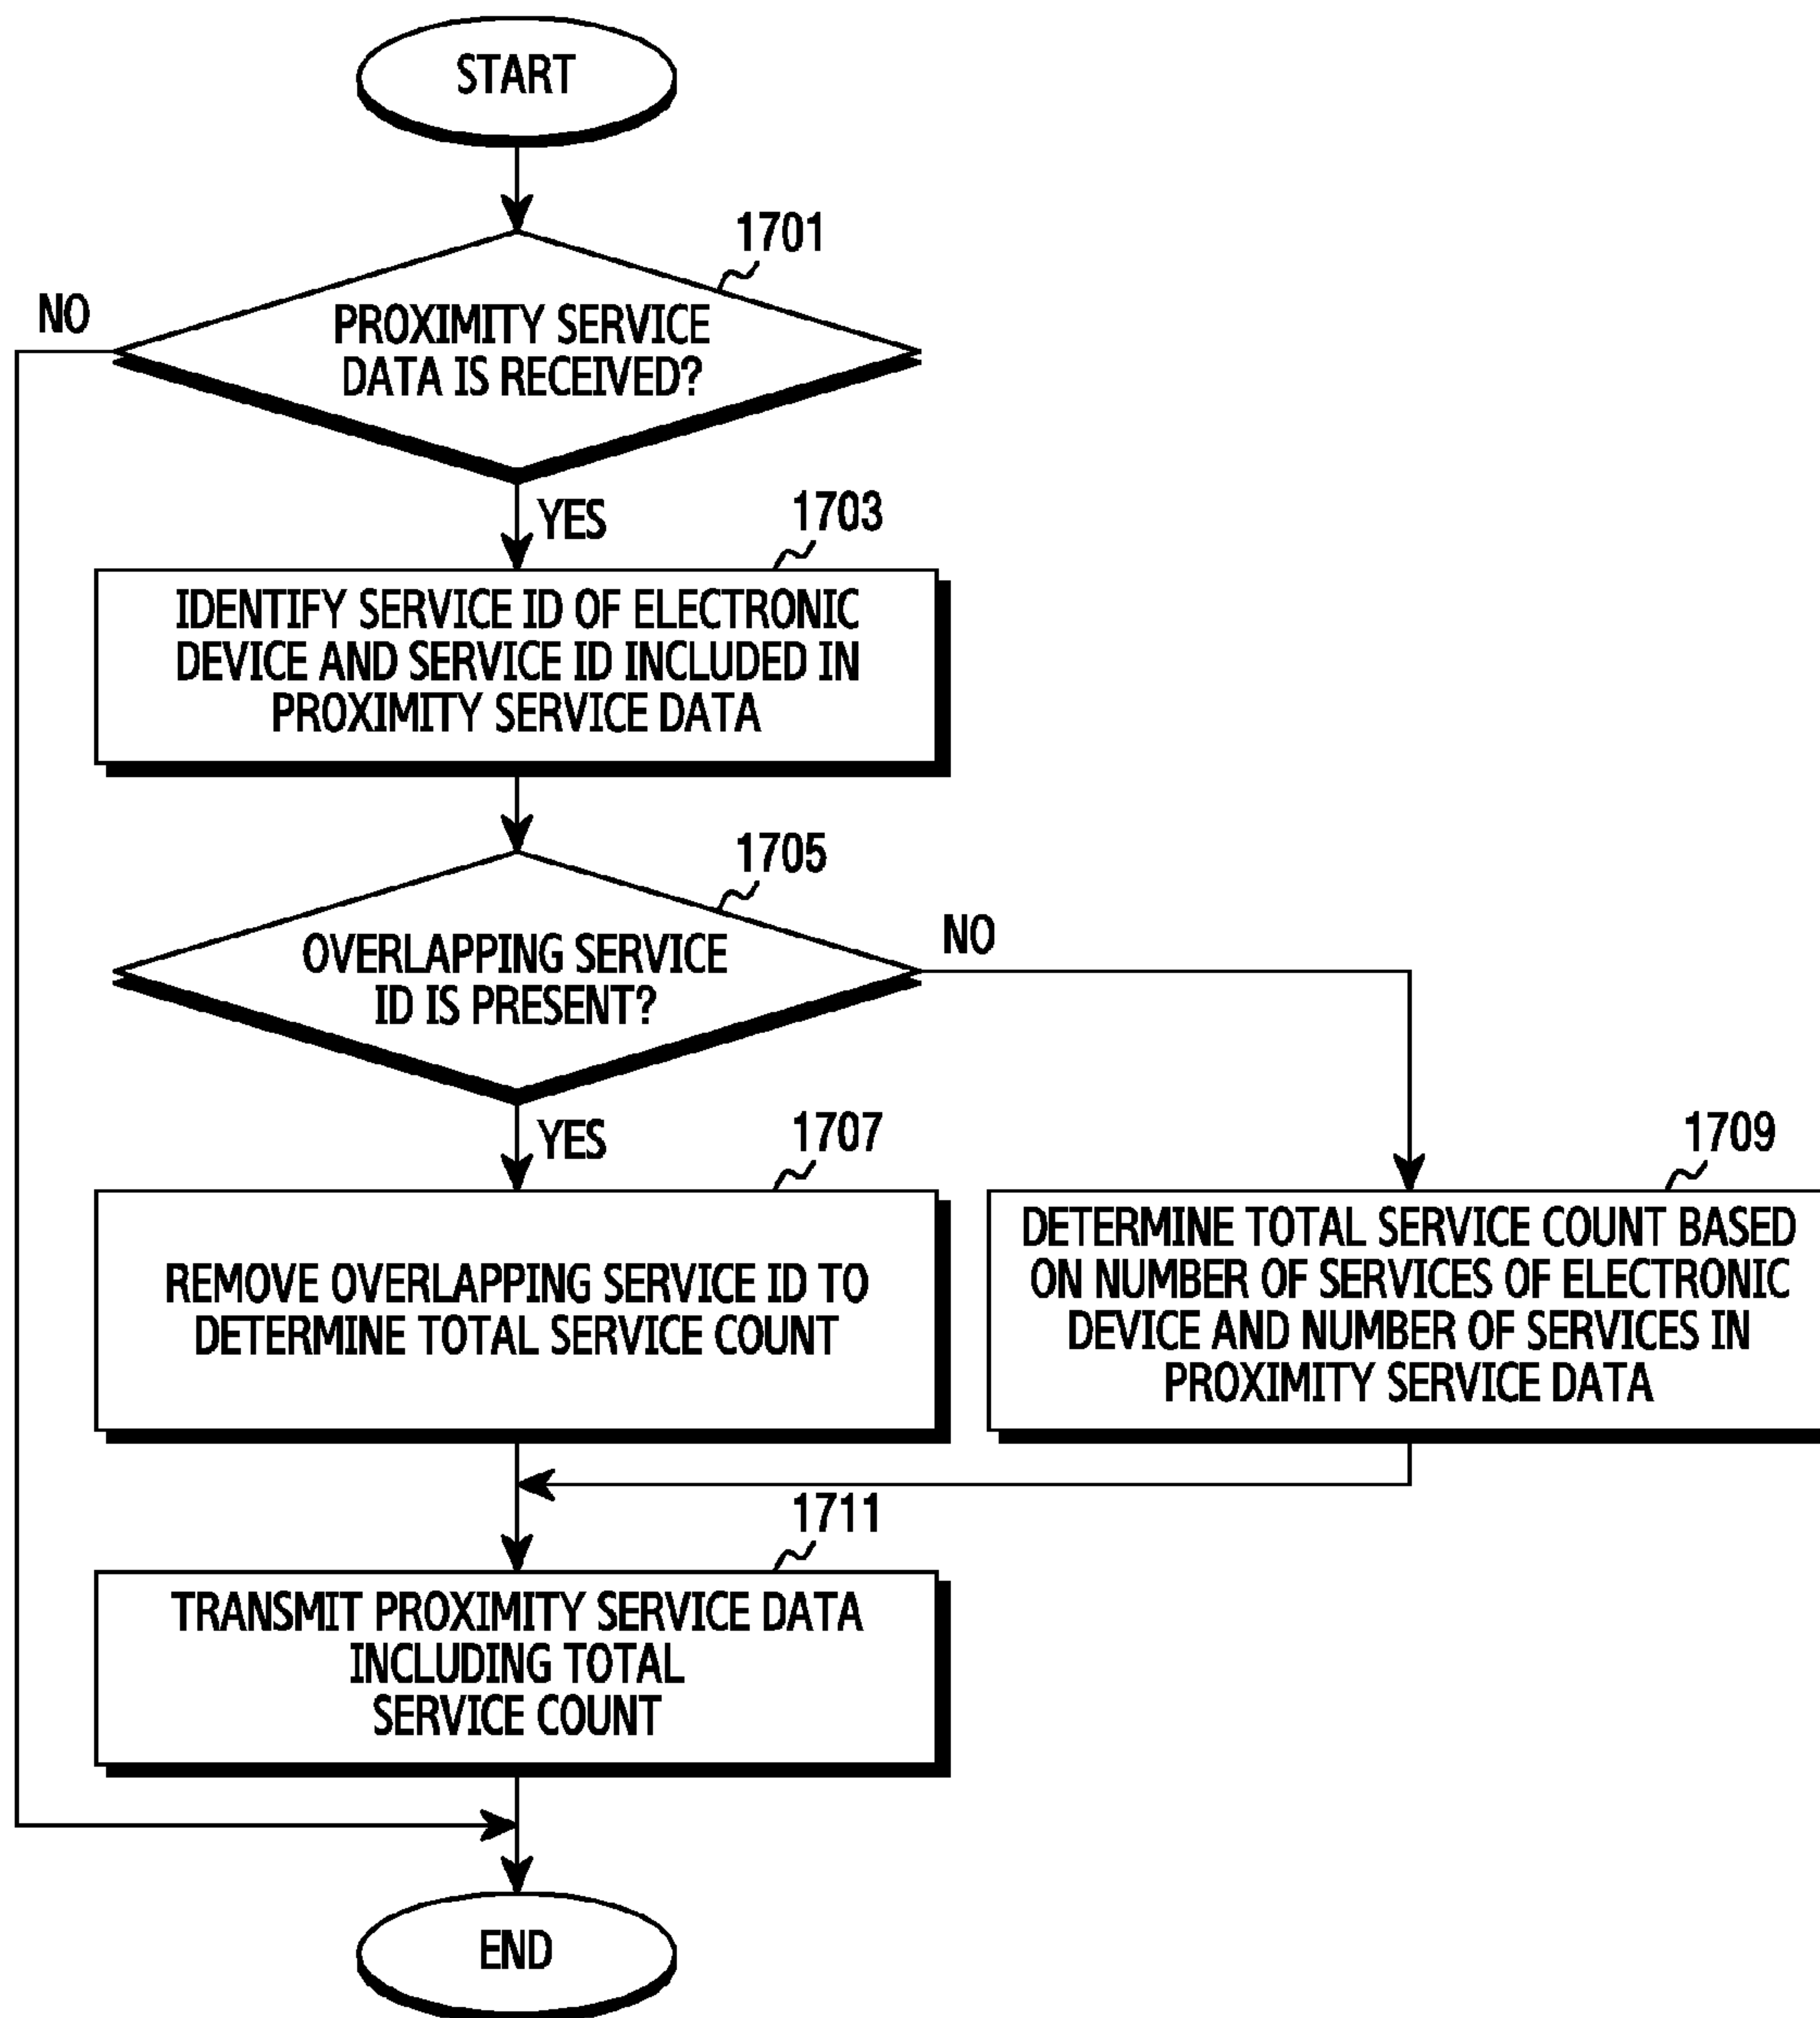 START
1701
NO
PROXIMITY SERVICE
DATA IS RECEIVED?
YES
1703
IDENTIFY SERVICE ID OF ELECTRONIC
DEVICE AND SERVICE ID INCLUDED IN
PROXIMITY SERVICE DATA
1705
OVERLAPPING SERVICE
ID IS PRESENT?
NO
YES
1707
REMOVE OVERLAPPING SERVICE ID TO
DETERMINE TOTAL SERVICE COUNT
1709
DETERMINE TOTAL SERVICE COUNT BASED
ON NUMBER OF SERVICES OF ELECTRONIC
DEVICE AND NUMBER OF SERVICES IN
PROXIMITY SERVICE DATA
1711
TRANSMIT PROXIMITY SERVICE DATA
INCLUDING TOTAL
SERVICE COUNT
END